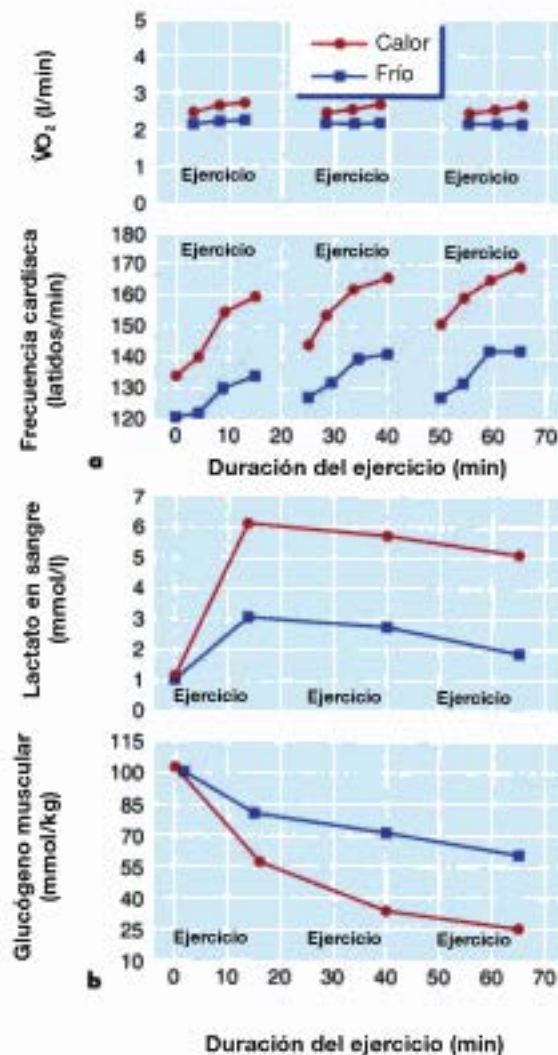 V̇O₂ (l/min)
5
4
3
2
1
0
Calor
Frío
Ejercicio Ejercicio Ejercicio
Frecuencia cardíaca
(latidos/min)
180
170
160
150
140
130
120
Ejercicio Ejercicio Ejercicio
0 10 20 30 40 50 60 70
a
Duración del ejercicio (min)
Lactato en sangre
(mmol/l)
7
6
5
4
3
2
1
0
Ejercicio Ejercicio Ejercicio
Glucógeno muscular
(mmol/kg)
115
100
85
70
55
40
25
10
Ejercicio Ejercicio Ejercicio
0 10 20 30 40 50 60 70
b
Duración del ejercicio (min)